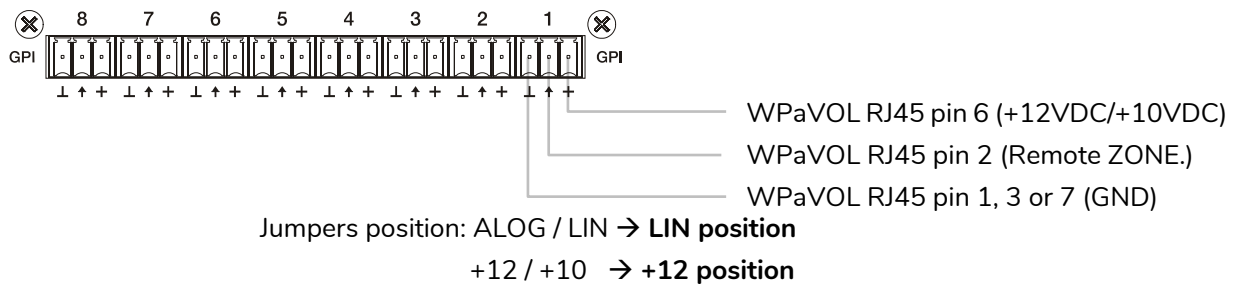 8 7 6 5 4 3 2 1
GPI GPI
⊥ ↑ + ⊥ ↑ + ⊥ ↑ + ⊥ ↑ + ⊥ ↑ + ⊥ ↑ + ⊥ ↑ + ⊥ ↑ +
WPaVOL RJ45 pin 6 (+12VDC/+10VDC)
WPaVOL RJ45 pin 2 (Remote ZONE.)
WPaVOL RJ45 pin 1, 3 or 7 (GND)
Jumpers position: ALOG / LIN → LIN position
+12 / +10 → +12 position